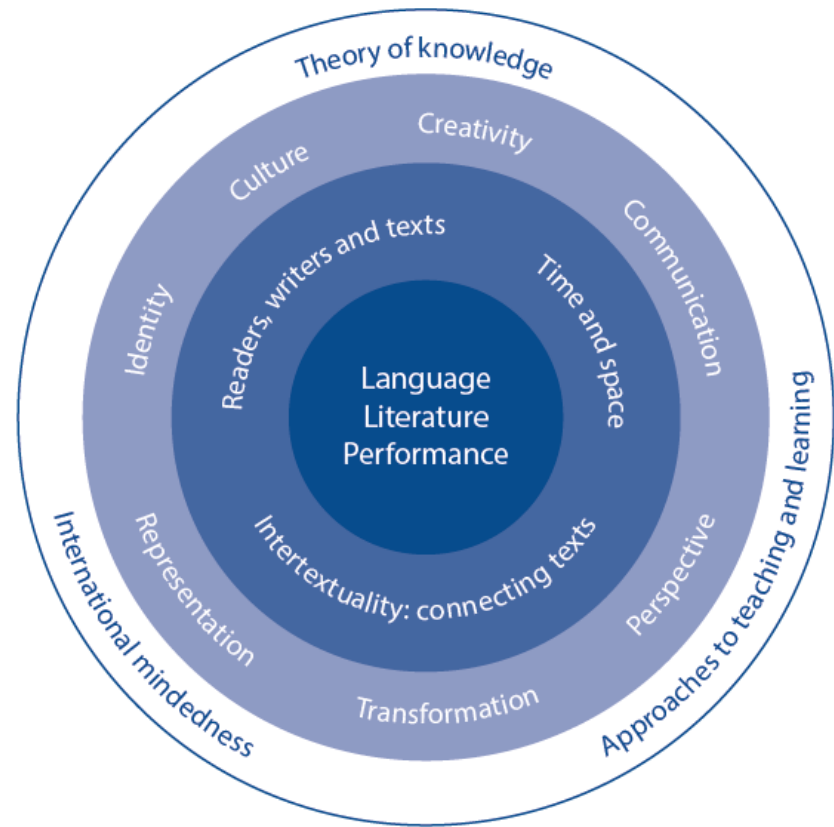 Theory of knowledge
Creativity
Culture
Communication
Identity
Readers, writers and texts
Time and space
Language
Literature
Performance
Intertextuality: connecting texts
Representation
Perspective
Transformation
International mindedness
Approaches to teaching and learning